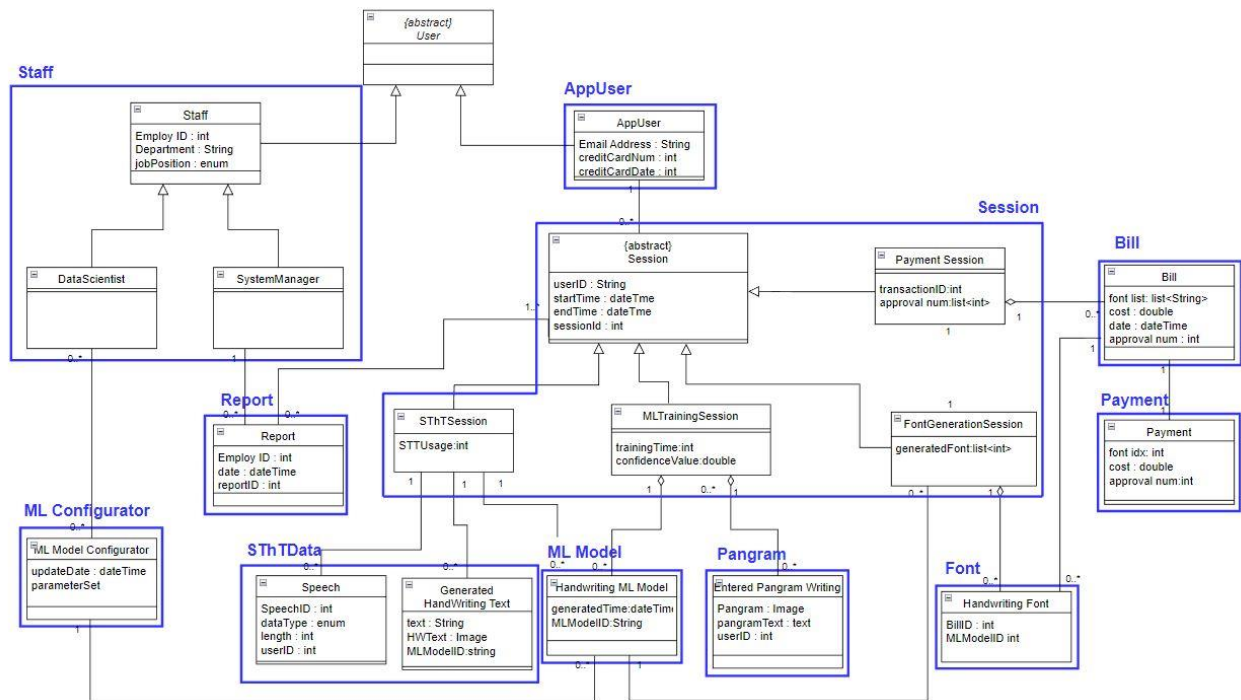 {abstract}
User
Staff
Staff
Employ ID : int
Department : String
jobPosition : enum
AppUser
AppUser
Email Address : String
creditCardNum : int
creditCardDate : int
1
0..*
Session
{abstract}
Session
userID : String
startTime : dateTme
endTime : dateTme
sessionId : int
Payment Session
transactionID:int
approval num:list<int>
Bill
Bill
font list: list<String>
cost : double
date : dateTime
approval num : int
DataScientist
SystemManager
1..*
1
0..*
1
1
1
0..*
1
1
1
Report
0..*
0..*
Report
Employ ID : int
date : dateTime
reportID : int
SThTSession
STTUsage:int
MLTrainingSession
trainingTime:int
confidenceValue:double
1
FontGenerationSession
generatedFont:list<int>
Payment
Payment
font idx: int
cost : double
approval num:int
1
1
1
1
0..*
1
0..*
1
ML Configurator
0..*
ML Model Configurator
updateDate : dateTime
parameterSet
1
SThTData
0..*
0..*
Speech
SpeechID : int
dataType : enum
length : int
userID : int
Generated
HandWriting Text
text : String
HWText : Image
MLModelID:string
ML Model
0..*
0..*
Handwriting ML Model
generatedTime:dateTime
MLModelID:String
0..*
1
Pangram
0..*
Entered Pangram Writing
Pangram : Image
pangramText : text
userID : int
Font
0..*
0..*
Handwriting Font
BillID : int
MLModelID int